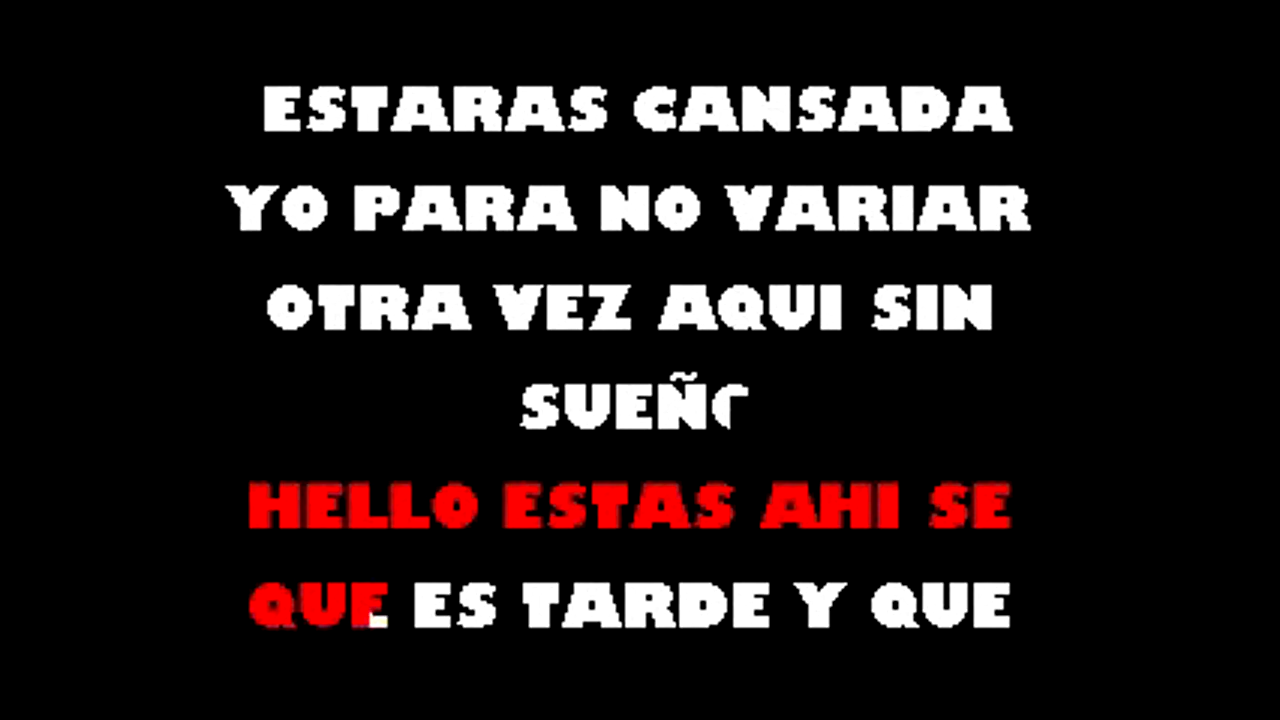 ESTARAS CANSADA
YO PARA NO VARIAR
OTRA VEZ AQUI SIN
SUEÑO
HELLO ESTAS AHI SE
QUE ES TARDE Y QUE